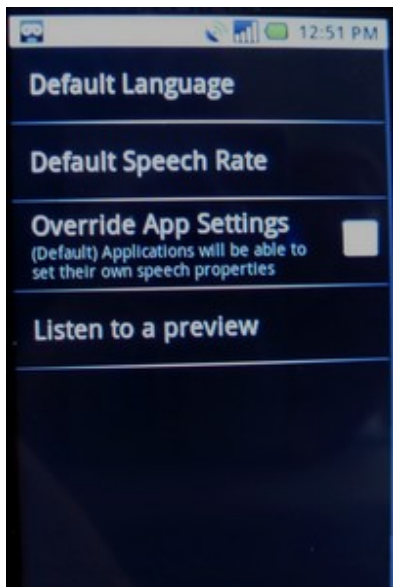 12:51 PM
Default Language
Default Speech Rate
Override App Settings
(Default) Applications will be able to
set their own speech properties
Listen to a preview